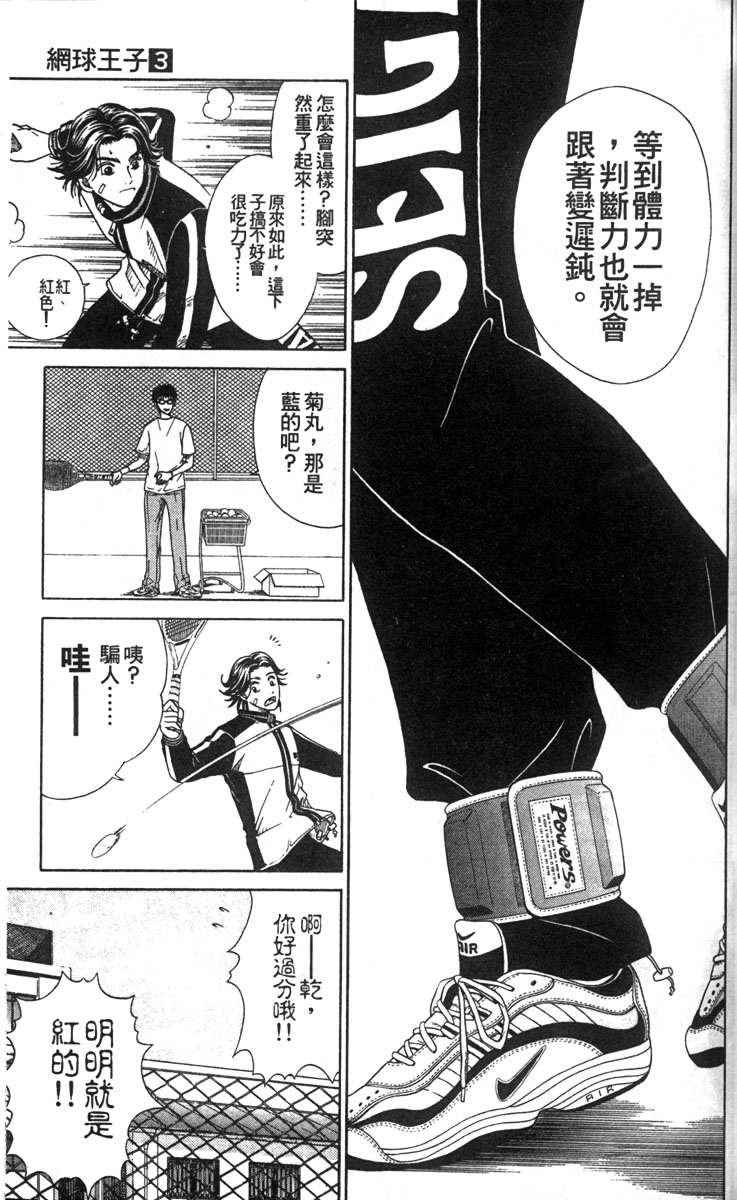 網球王子3
SEIG
等到體力一掉
，判斷力也就會
跟著變遲鈍。
Powers
AIR
AIR
怎麼會這樣？腳突
然重了起來……
原來如此，這下
子搞不好會
很吃力了……
紅、
紅色！
菊丸，那是
藍的吧？
咦？
騙人……
哇——
啊——乾，
你好過分哦!!
明明就是
紅的!!